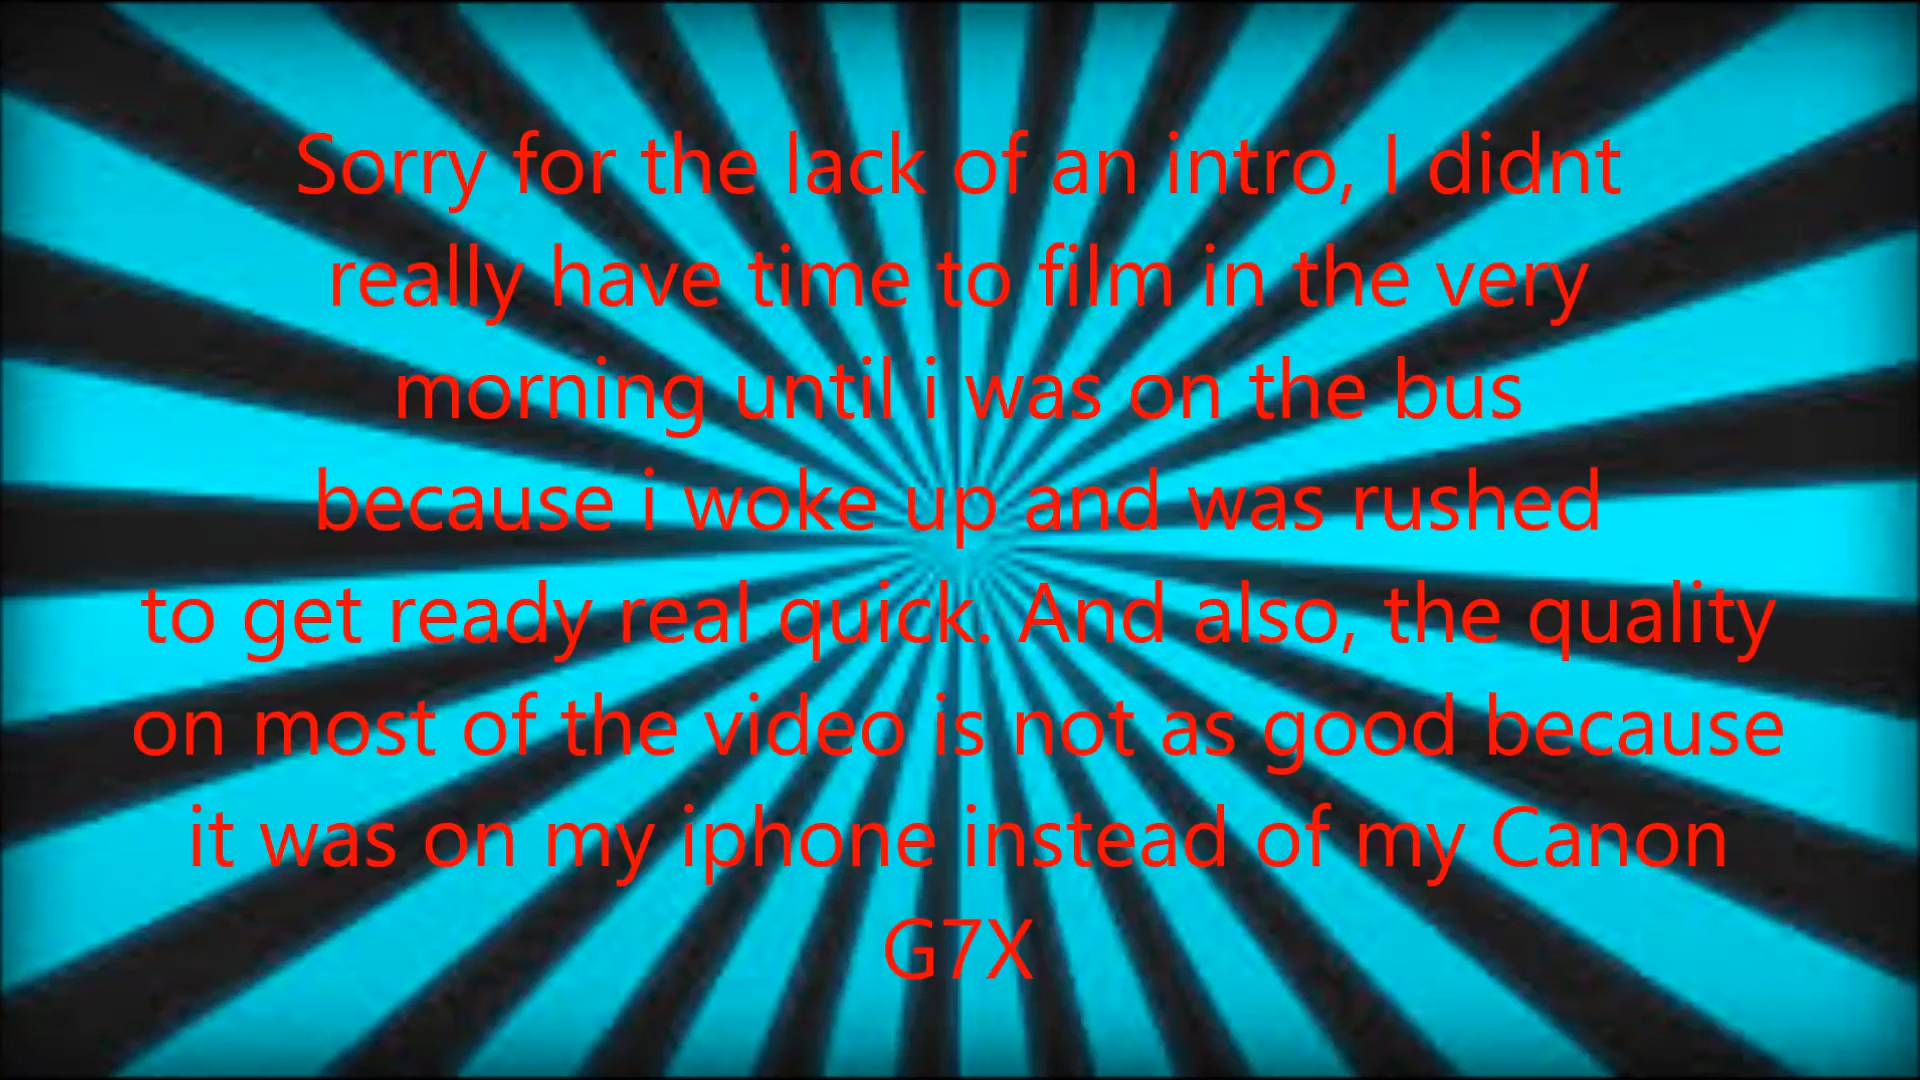 Sorry for the lack of an intro, I didnt
really have time to film in the very
morning until i was on the bus
because i woke up and was rushed
to get ready real quick. And also, the quality
on most of the video is not as good because
it was on my iphone instead of my Canon
G7X